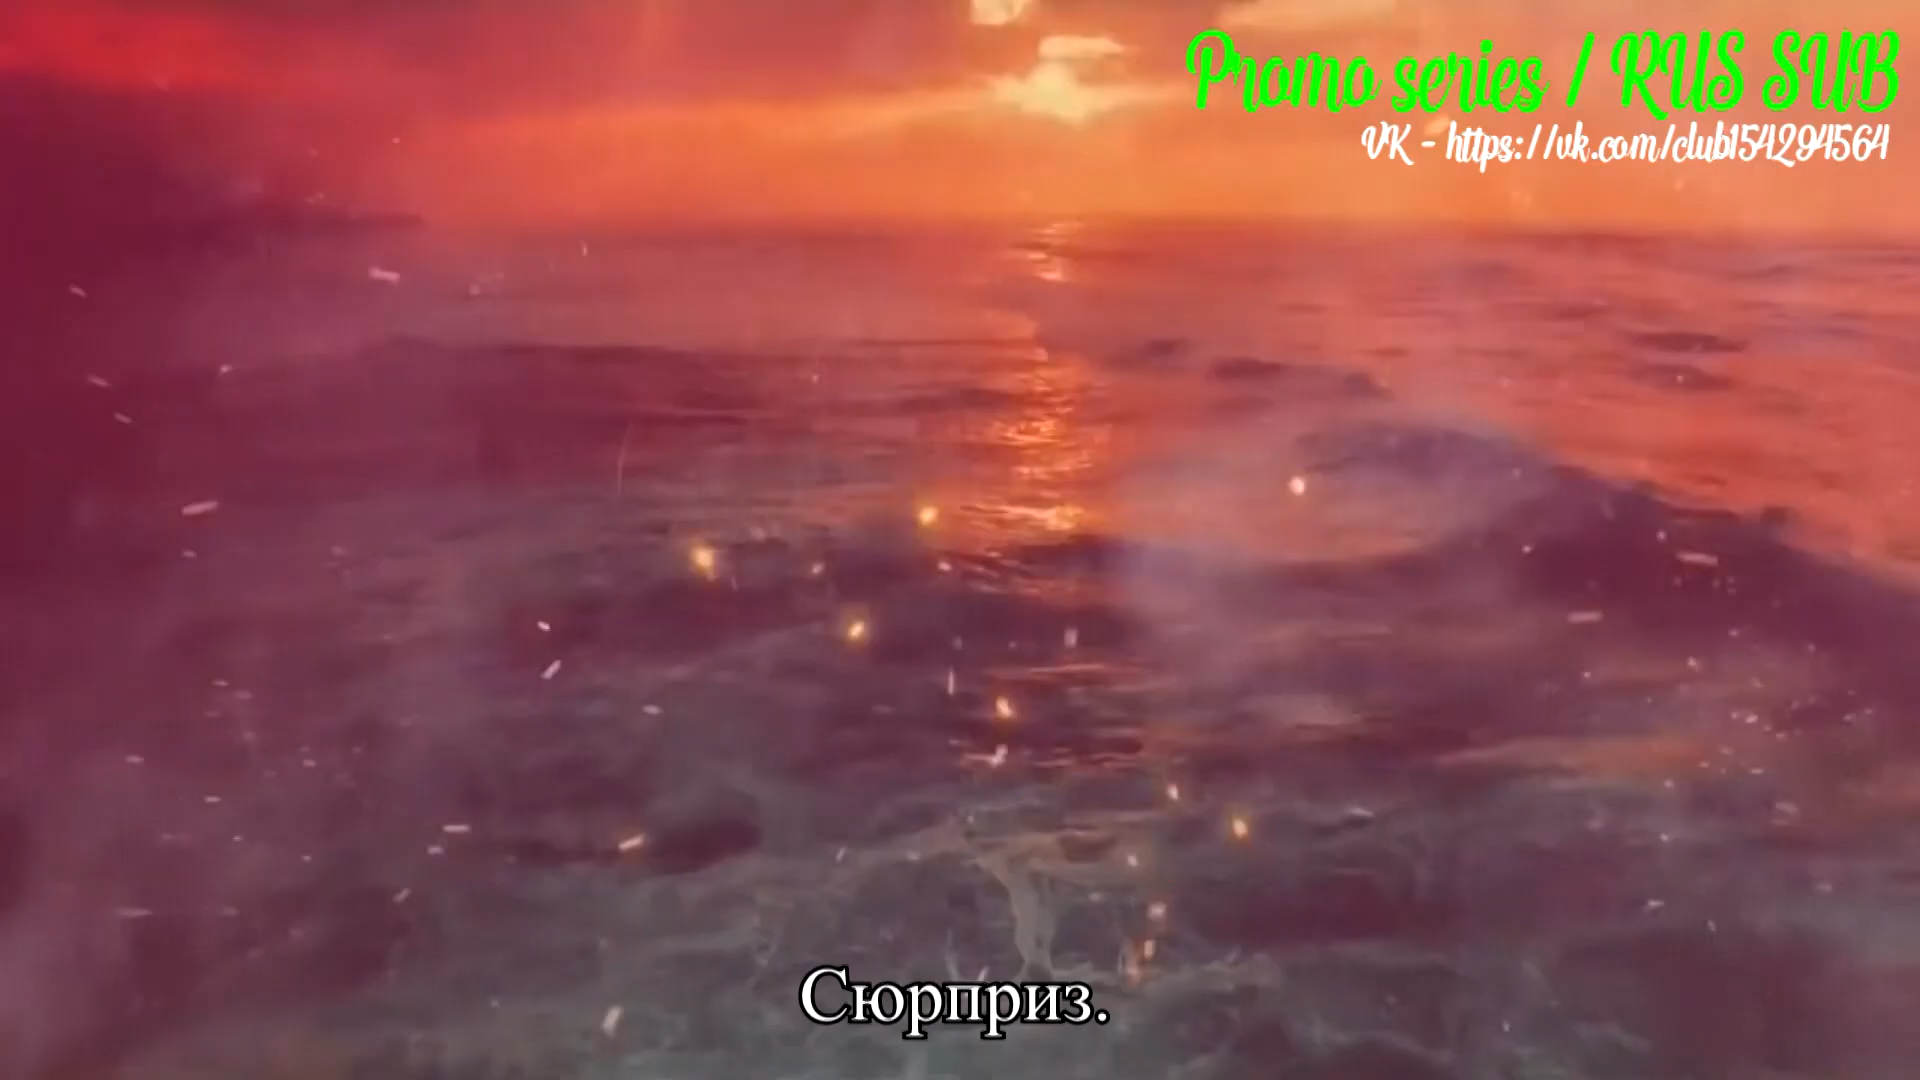 Promo series / RUS SUB
VK - https://vk.com/club154294564
Сюрприз.